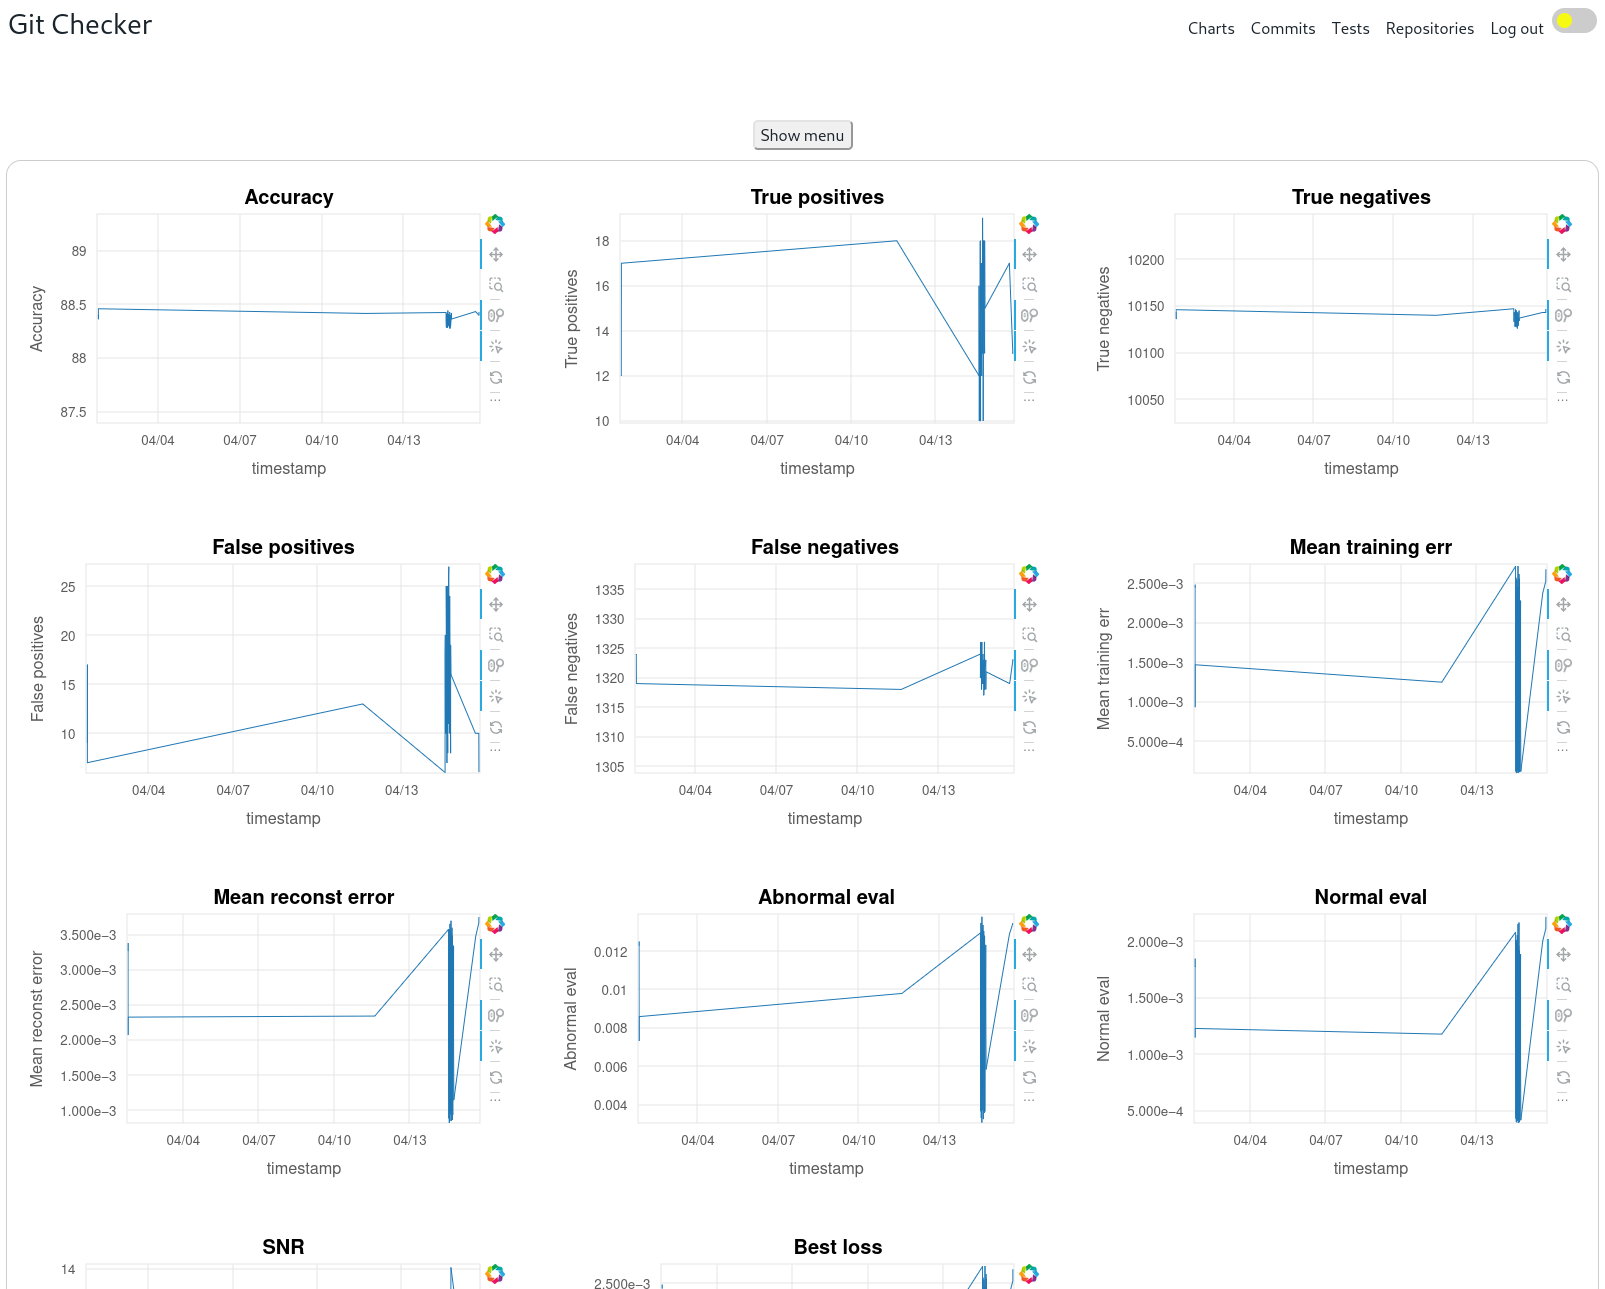 Git Checker
Charts Commits Tests Repositories Log out
Show menu
Accuracy
89
88.5
88
87.5
Accuracy
04/04 04/07 04/10 04/13
timestamp
True positives
18
16
14
12
10
True positives
04/04 04/07 04/10 04/13
timestamp
True negatives
10200
10150
10100
10050
True negatives
04/04 04/07 04/10 04/13
timestamp
False positives
25
20
15
10
False positives
04/04 04/07 04/10 04/13
timestamp
False negatives
1335
1330
1325
1320
1315
1310
1305
False negatives
04/04 04/07 04/10 04/13
timestamp
Mean training err
2.500e−3
2.000e−3
1.500e−3
1.000e−3
5.000e−4
Mean training err
04/04 04/07 04/10 04/13
timestamp
Mean reconst error
3.500e−3
3.000e−3
2.500e−3
2.000e−3
1.500e−3
1.000e−3
Mean reconst error
04/04 04/07 04/10 04/13
timestamp
Abnormal eval
0.012
0.01
0.008
0.006
0.004
Abnormal eval
04/04 04/07 04/10 04/13
timestamp
Normal eval
2.000e−3
1.500e−3
1.000e−3
5.000e−4
Normal eval
04/04 04/07 04/10 04/13
timestamp
SNR
14
Best loss
2.500e−3